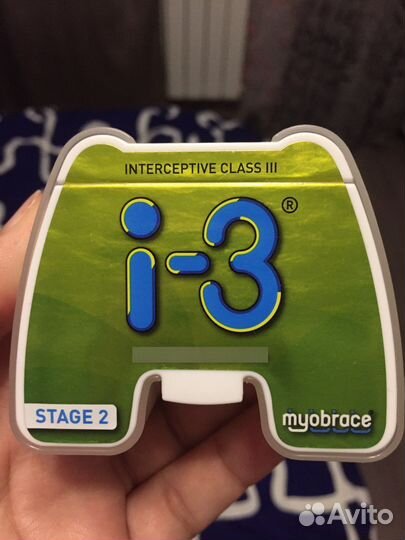 INTERCEPTIVE CLASS III
i-3®
STAGE 2
myobrace®
Avito